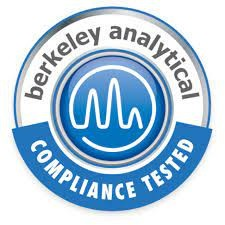 berkeley analytical
COMPLIANCE TESTED